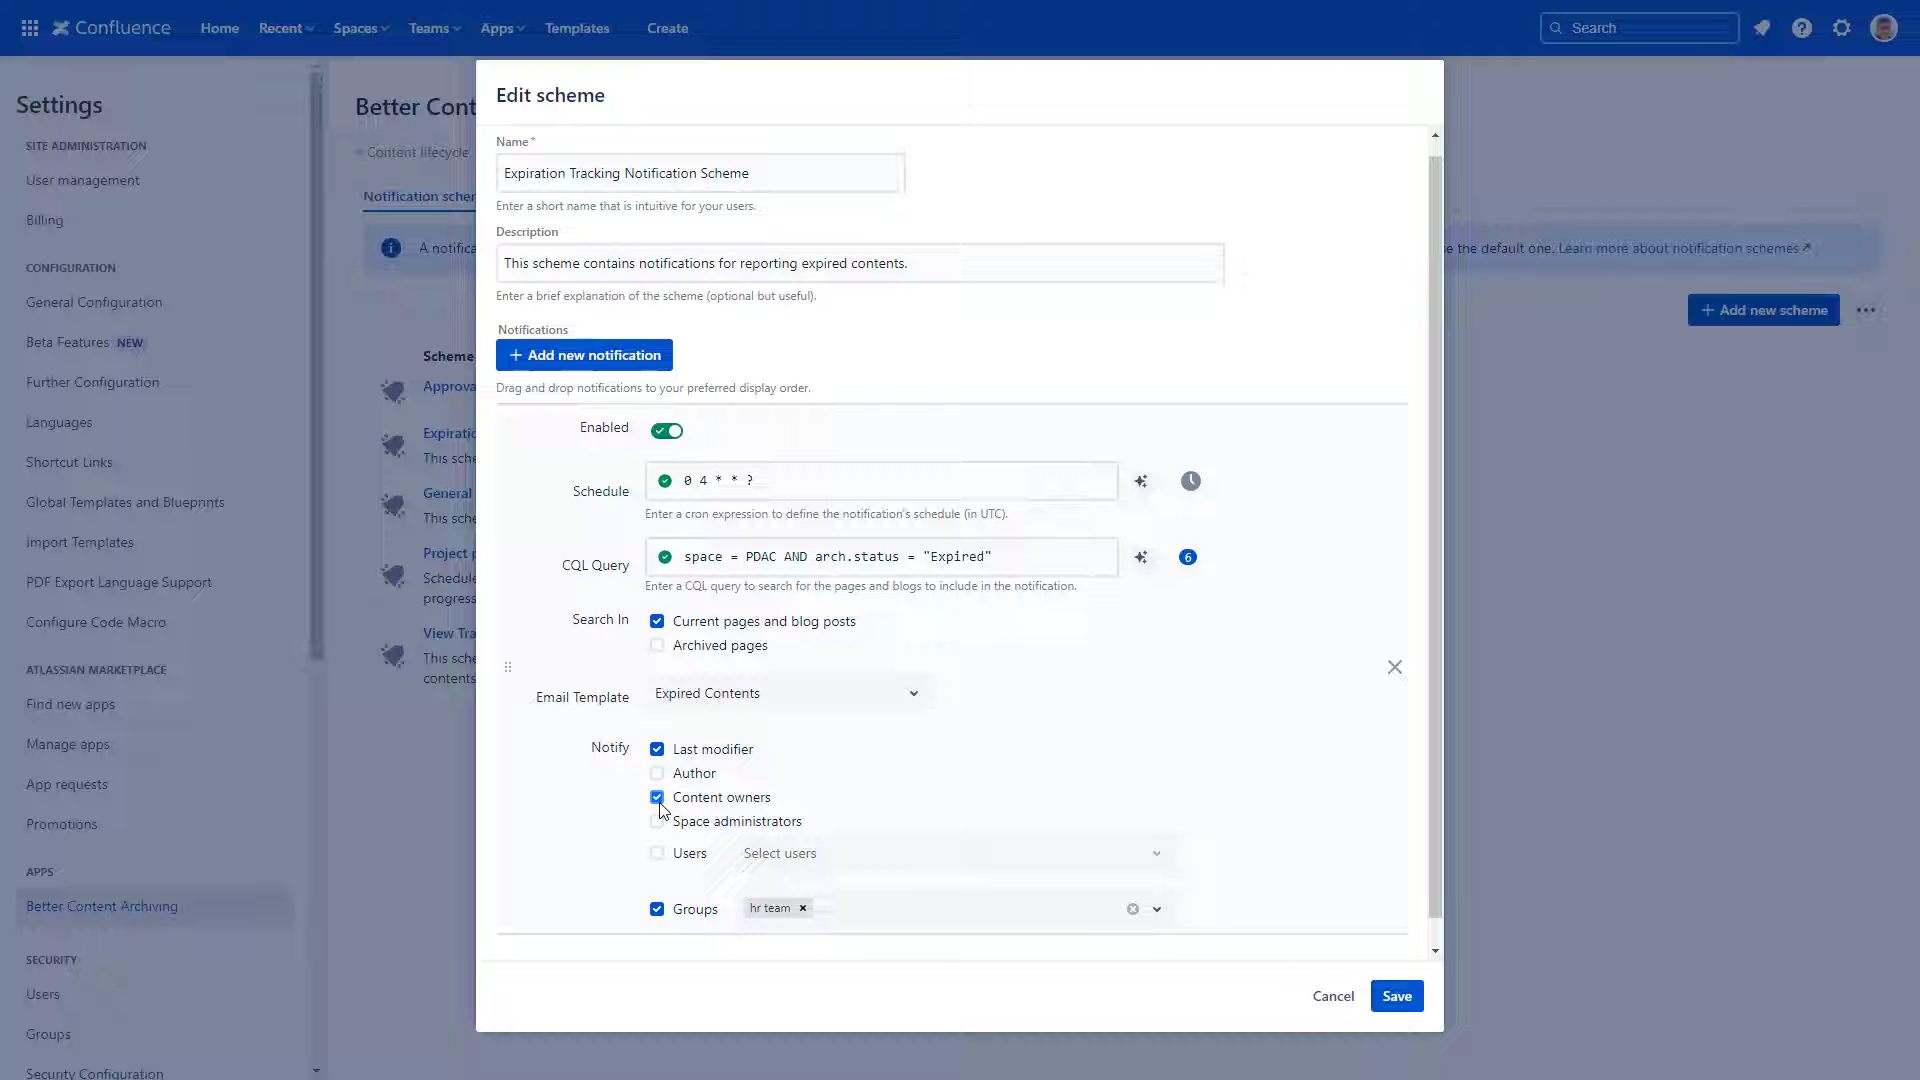 Confluence Home Recent Spaces Teams Apps Templates Create Search
Settings
SITE ADMINISTRATION
User management
Billing
CONFIGURATION
General Configuration
Beta Features NEW
Further Configuration
Languages
Shortcut Links
Global Templates and Blueprints
Import Templates
PDF Export Language Support
Configure Code Macro
ATLASSIAN MARKETPLACE
Find new apps
Manage apps
App requests
Promotions
APPS
Better Content Archiving
SECURITY
Users
Groups
Security Configuration
Better Cont
Content lifecycle
Notification schem
A notifica
e the default one. Learn more about notification schemes
+ Add new scheme
Scheme
Approva
Expiratio
This sche
General
This sche
Project p
Schedule
progress
View Tra
This sche
contents
Edit scheme
Name *
Expiration Tracking Notification Scheme
Enter a short name that is intuitive for your users.
Description
This scheme contains notifications for reporting expired contents.
Enter a brief explanation of the scheme (optional but useful).
Notifications
+ Add new notification
Drag and drop notifications to your preferred display order.
Enabled
Schedule 0 4 * * ?
Enter a cron expression to define the notification's schedule (in UTC).
CQL Query space = PDAC AND arch.status = "Expired" 6
Enter a CQL query to search for the pages and blogs to include in the notification.
Search In Current pages and blog posts
Archived pages
Email Template Expired Contents
Notify Last modifier
Author
Content owners
Space administrators
Users Select users
Groups hr team
Cancel Save